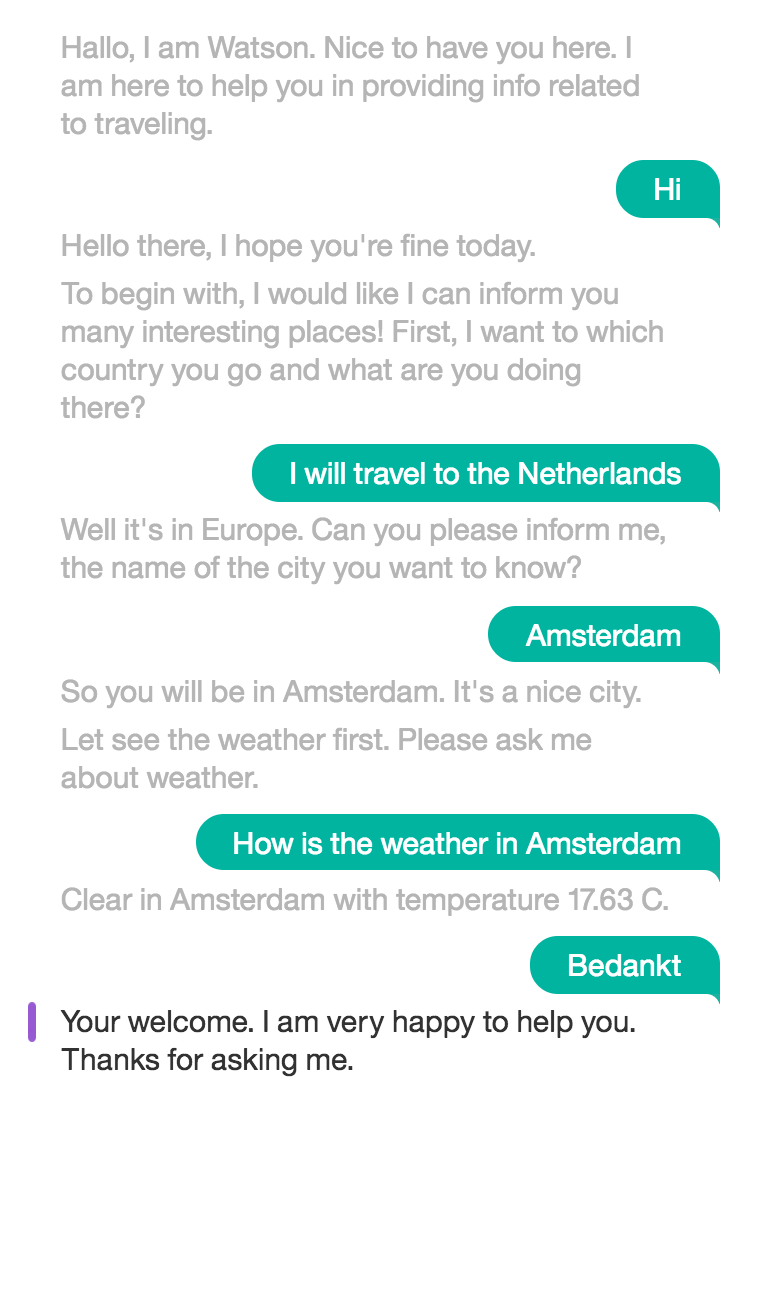 Hallo, I am Watson. Nice to have you here. I
am here to help you in providing info related
to traveling.
Hi
Hello there, I hope you're fine today.
To begin with, I would like I can inform you
many interesting places! First, I want to which
country you go and what are you doing
there?
I will travel to the Netherlands
Well it's in Europe. Can you please inform me,
the name of the city you want to know?
Amsterdam
So you will be in Amsterdam. It's a nice city.
Let see the weather first. Please ask me
about weather.
How is the weather in Amsterdam
Clear in Amsterdam with temperature 17.63 C.
Bedankt
Your welcome. I am very happy to help you.
Thanks for asking me.